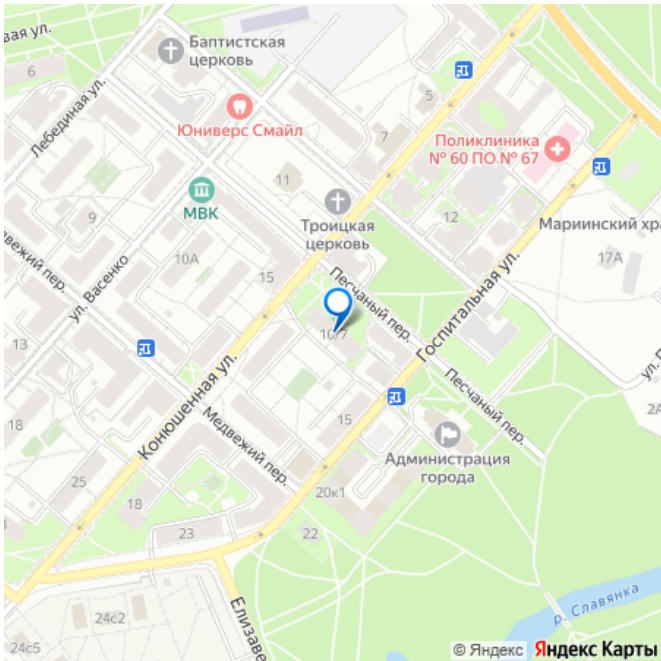 вая ул.
6
Баптистская
церковь
Лебединая ул.
Юниверс Смайл
5
7
Поликлиника
№ 60 ПО № 67
МВК
11
Троицкая
церковь
12
Мариинский хра
9
10А
17А
ул. Васенко
15
Песчаный пер.
Госпитальная ул.
двежий пер.
10/7
13
Конюшенная ул.
Песчаный пер.
2А
18
Медвежий пер.
15
Администрация
города
25
20к1
18
23
22
24с2
Елизаве
р. Славянка
24с5
© Яндекс Яндекс Карты